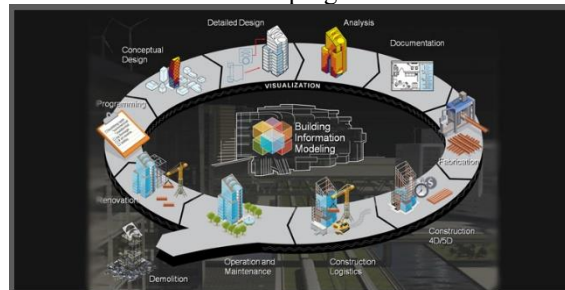 Detailed Design
Analysis
Conceptual
Design
Documentation
VISUALIZATION
Programming
Building
Information
Modeling
Fabrication
Renovation
Construction
4D/5D
Operation and
Maintenance
Construction
Logistics
Demolition